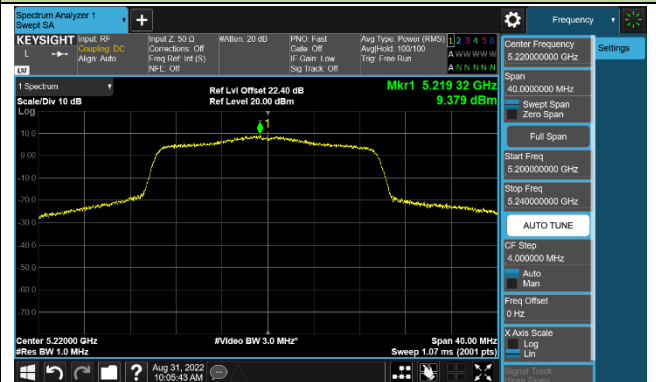 Spectrum Analyzer 1
Swept SA
+
Frequency
KEYSIGHT
L
LXI
Input: RF
Coupling: DC
Align: Auto
Input Z: 50 Ω
Corrections: Off
Freq Ref: Int (S)
NFE: Off
#Atten: 20 dB
PNO: Fast
Gate: Off
IF Gain: Low
Sig Track: Off
Avg Type: Power (RMS)
Avg|Hold: 100/100
Trig: Free Run
1 2 3 4 5 6
A W W W W W
A N N N N N
Center Frequency
5.220000000 GHz
Settings
Span
40.0000000 MHz
Swept Span
Zero Span
Full Span
Start Freq
5.200000000 GHz
Stop Freq
5.240000000 GHz
AUTO TUNE
CF Step
4.000000 MHz
Auto
Man
Freq Offset
0 Hz
X Axis Scale
Log
Lin
Signal Track
(Span Zoom)
1 Spectrum
Scale/Div 10 dB
Log
Ref Lvl Offset 22.40 dB
Ref Level 20.00 dBm
Mkr1 5.219 32 GHz
9.379 dBm
1
10.0
0.00
-10.0
-20.0
-30.0
-40.0
-50.0
-60.0
-70.0
Center 5.22000 GHz
#Res BW 1.0 MHz
#Video BW 3.0 MHz*
Span 40.00 MHz
Sweep 1.07 ms (2001 pts)
?
Aug 31, 2022
10:05:43 AM